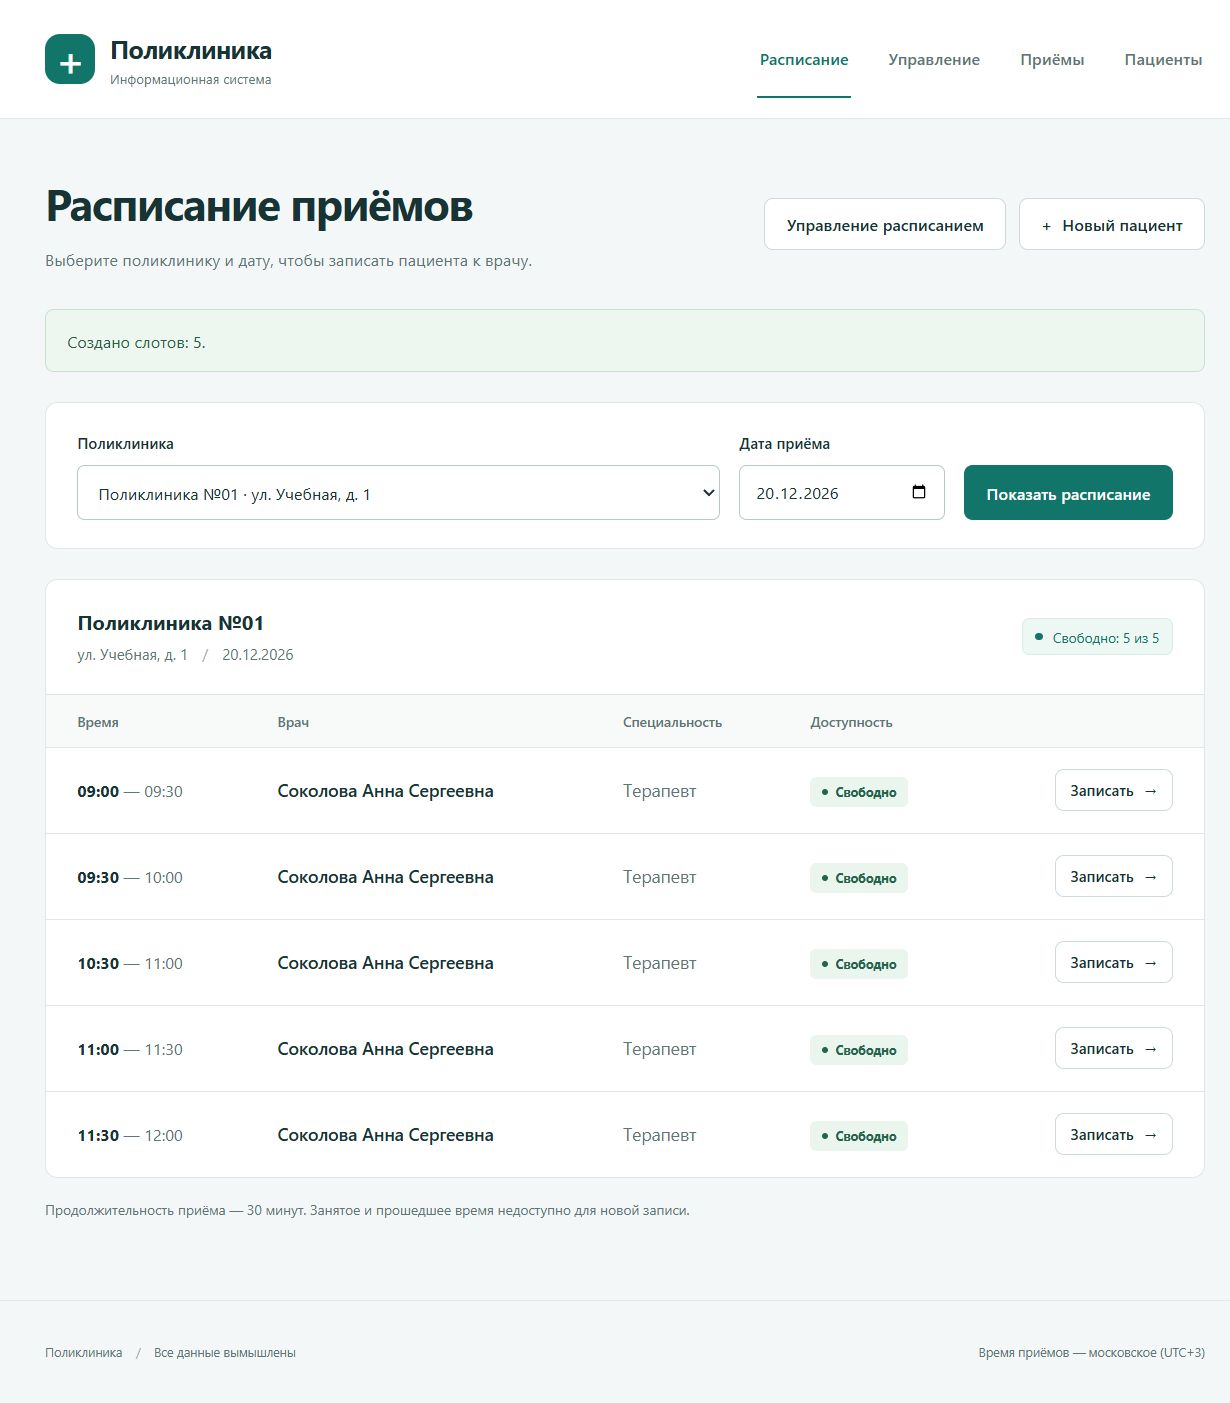 Поликлиника
Информационная система
Расписание Управление Приёмы Пациенты
Расписание приёмов
Выберите поликлинику и дату, чтобы записать пациента к врачу.
Управление расписанием
+ Новый пациент
Создано слотов: 5.
Поликлиника
Поликлиника №01 · ул. Учебная, д. 1
Дата приёма
20.12.2026
Показать расписание
Поликлиника №01
ул. Учебная, д. 1 / 20.12.2026
Свободно: 5 из 5
Время Врач Специальность Доступность
09:00 — 09:30 Соколова Анна Сергеевна Терапевт Свободно Записать →
09:30 — 10:00 Соколова Анна Сергеевна Терапевт Свободно Записать →
10:30 — 11:00 Соколова Анна Сергеевна Терапевт Свободно Записать →
11:00 — 11:30 Соколова Анна Сергеевна Терапевт Свободно Записать →
11:30 — 12:00 Соколова Анна Сергеевна Терапевт Свободно Записать →
Продолжительность приёма — 30 минут. Занятое и прошедшее время недоступно для новой записи.
Поликлиника / Все данные вымышлены
Время приёмов — московское (UTC+3)